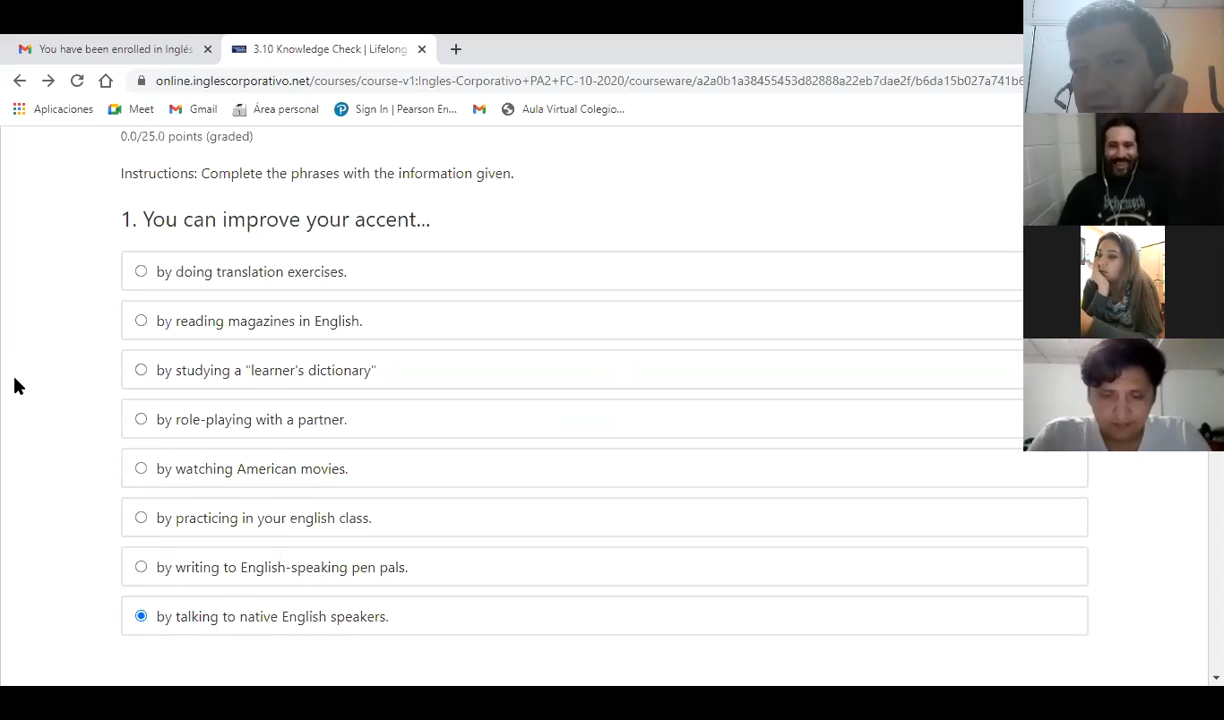 You have been enrolled in Inglés
3.10 Knowledge Check | Lifelong
online.inglescorporativo.net/courses/course-v1:Ingles-Corporativo+PA2+FC-10-2020/courseware/a2a0b1a38455453d82888a22eb7dae2f/b6da15b027a741b6
Aplicaciones Meet Gmail Área personal Sign In | Pearson En... Aula Virtual Colegio...
0.0/25.0 points (graded)
Instructions: Complete the phrases with the information given.
1. You can improve your accent...
by doing translation exercises.
by reading magazines in English.
by studying a "learner's dictionary"
by role-playing with a partner.
by watching American movies.
by practicing in your english class.
by writing to English-speaking pen pals.
by talking to native English speakers.